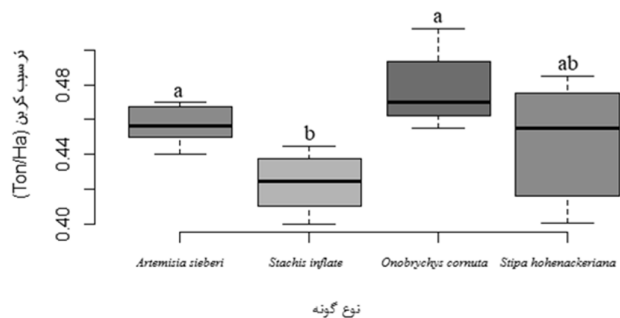 ترسیب کربن (Ton/Ha)
0.48
0.44
0.40
a
b
a
ab
Artemisia sieberi
Stachis inflate
Onobrychys cornuta
Stipa hohenackeriana
نوع گونه